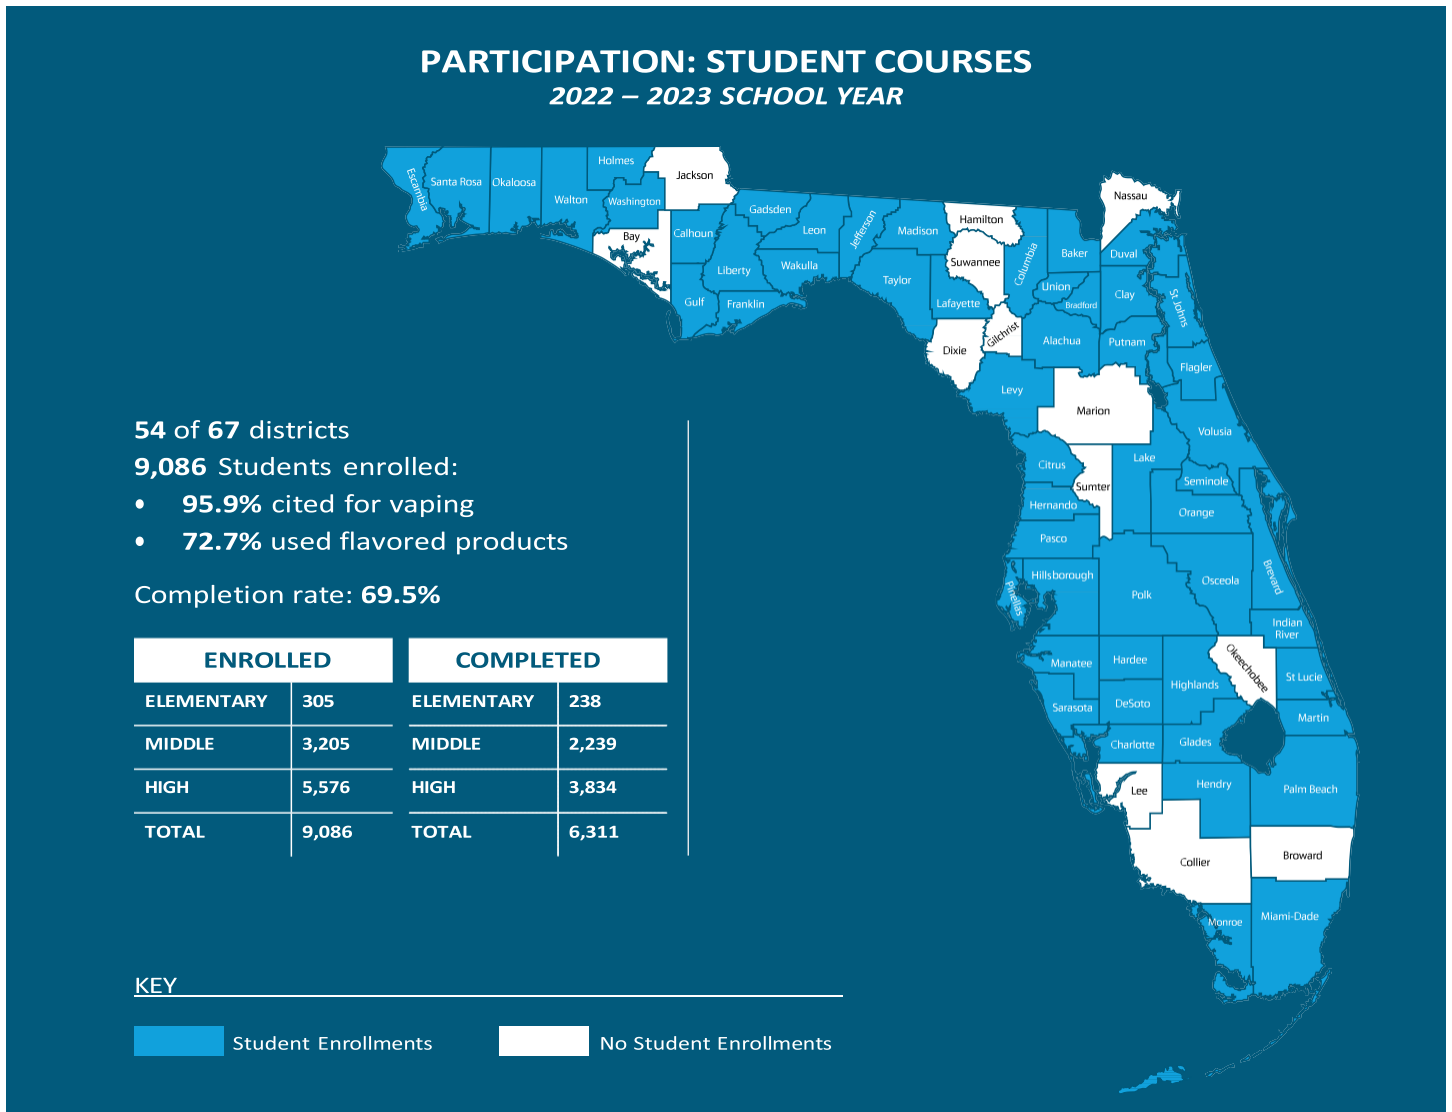 PARTICIPATION: STUDENT COURSES
2022 – 2023 SCHOOL YEAR
Escambia
Santa Rosa
Okaloosa
Walton
Holmes
Washington
Jackson
Bay
Calhoun
Gulf
Gadsden
Liberty
Franklin
Leon
Wakulla
Jefferson
Madison
Taylor
Hamilton
Suwannee
Lafayette
Dixie
Gilchrist
Columbia
Baker
Union
Bradford
Nassau
Duval
Clay
St Johns
Alachua
Putnam
Flagler
Levy
Marion
Volusia
Citrus
Sumter
Lake
Seminole
Hernando
Orange
Pasco
Hillsborough
Pinellas
Polk
Osceola
Brevard
Indian
River
Manatee
Hardee
Highlands
Okeechobee
St Lucie
Sarasota
DeSoto
Martin
Charlotte
Glades
Lee
Hendry
Palm Beach
Collier
Broward
Monroe
Miami-Dade
54 of 67 districts
9,086 Students enrolled:
• 95.9% cited for vaping
• 72.7% used flavored products
Completion rate: 69.5%
ENROLLED COMPLETED
ELEMENTARY 305 ELEMENTARY 238
MIDDLE 3,205 MIDDLE 2,239
HIGH 5,576 HIGH 3,834
TOTAL 9,086 TOTAL 6,311
KEY
Student Enrollments No Student Enrollments